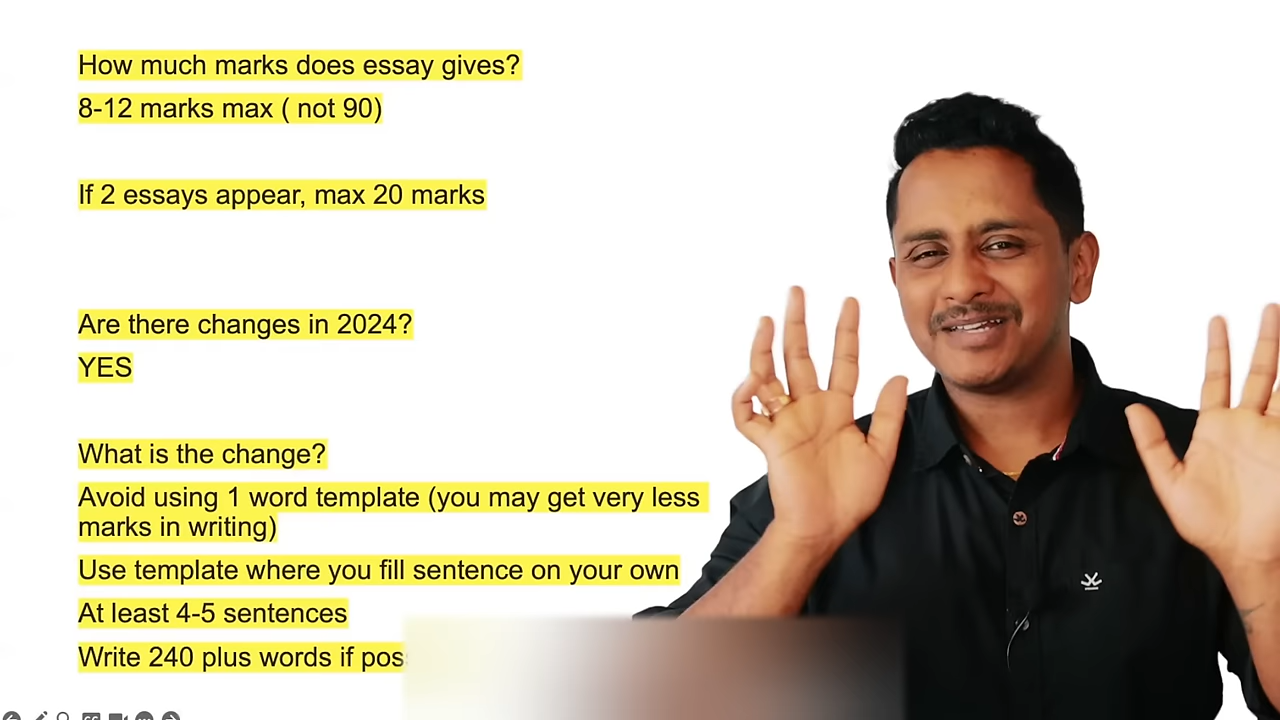 How much marks does essay gives?
8-12 marks max ( not 90)
If 2 essays appear, max 20 marks
Are there changes in 2024?
YES
What is the change?
Avoid using 1 word template (you may get very less
marks in writing)
Use template where you fill sentence on your own
At least 4-5 sentences
Write 240 plus words if